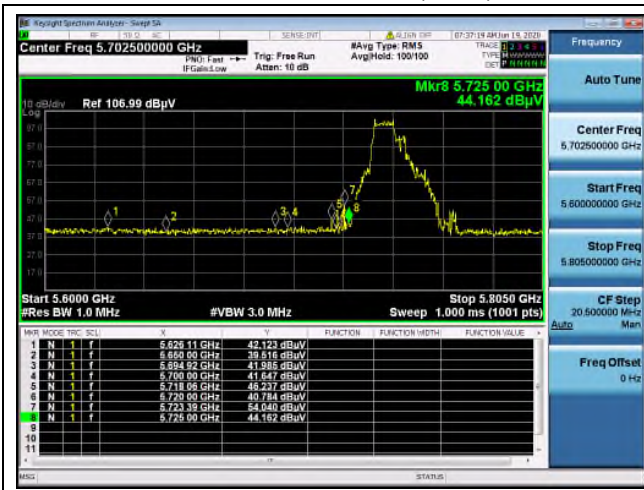 Keysight Spectrum Analyzer - Swept SA
RF 50 Ω AC SENSE:INT ALIGN OFF 07:37:19 AM Jun 19, 2020
Center Freq 5.702500000 GHz #Avg Type: RMS TRACE 1 2 3 4 5 6 Frequency
PNO: Fast Trig: Free Run Avg|Held: 100/100 TYPE M
IFGain:Low Atten: 10 dB DET P N N N N N
Auto Tune
Mkr8 5.725 00 GHz
10 dB/div Ref 106.99 dBµV 44.162 dBµV
Log
97.0
87.0
77.0
67.0
57.0
47.0
37.0
27.0
17.0
1 2 3 4 5 7 8
Center Freq
5.702500000 GHz
Start Freq
5.600000000 GHz
Stop Freq
5.805000000 GHz
Start 5.6000 GHz Stop 5.8050 GHz
#Res BW 1.0 MHz #VBW 3.0 MHz Sweep 1.000 ms (1001 pts)
CF Step
20.500000 MHz
Auto Man
Freq Offset
0 Hz
MKR MODE TRC SCL X Y FUNCTION FUNCTION WIDTH FUNCTION VALUE
1 N 1 f 5.626 11 GHz 42.123 dBuV
2 N 1 f 5.650 00 GHz 39.516 dBuV
3 N 1 f 5.694 92 GHz 41.985 dBuV
4 N 1 f 5.700 00 GHz 41.647 dBuV
5 N 1 f 5.718 06 GHz 46.237 dBuV
6 N 1 f 5.720 00 GHz 40.784 dBuV
7 N 1 f 5.723 39 GHz 54.040 dBuV
8 N 1 f 5.725 00 GHz 44.162 dBuV
9
10
11
MSG STATUS